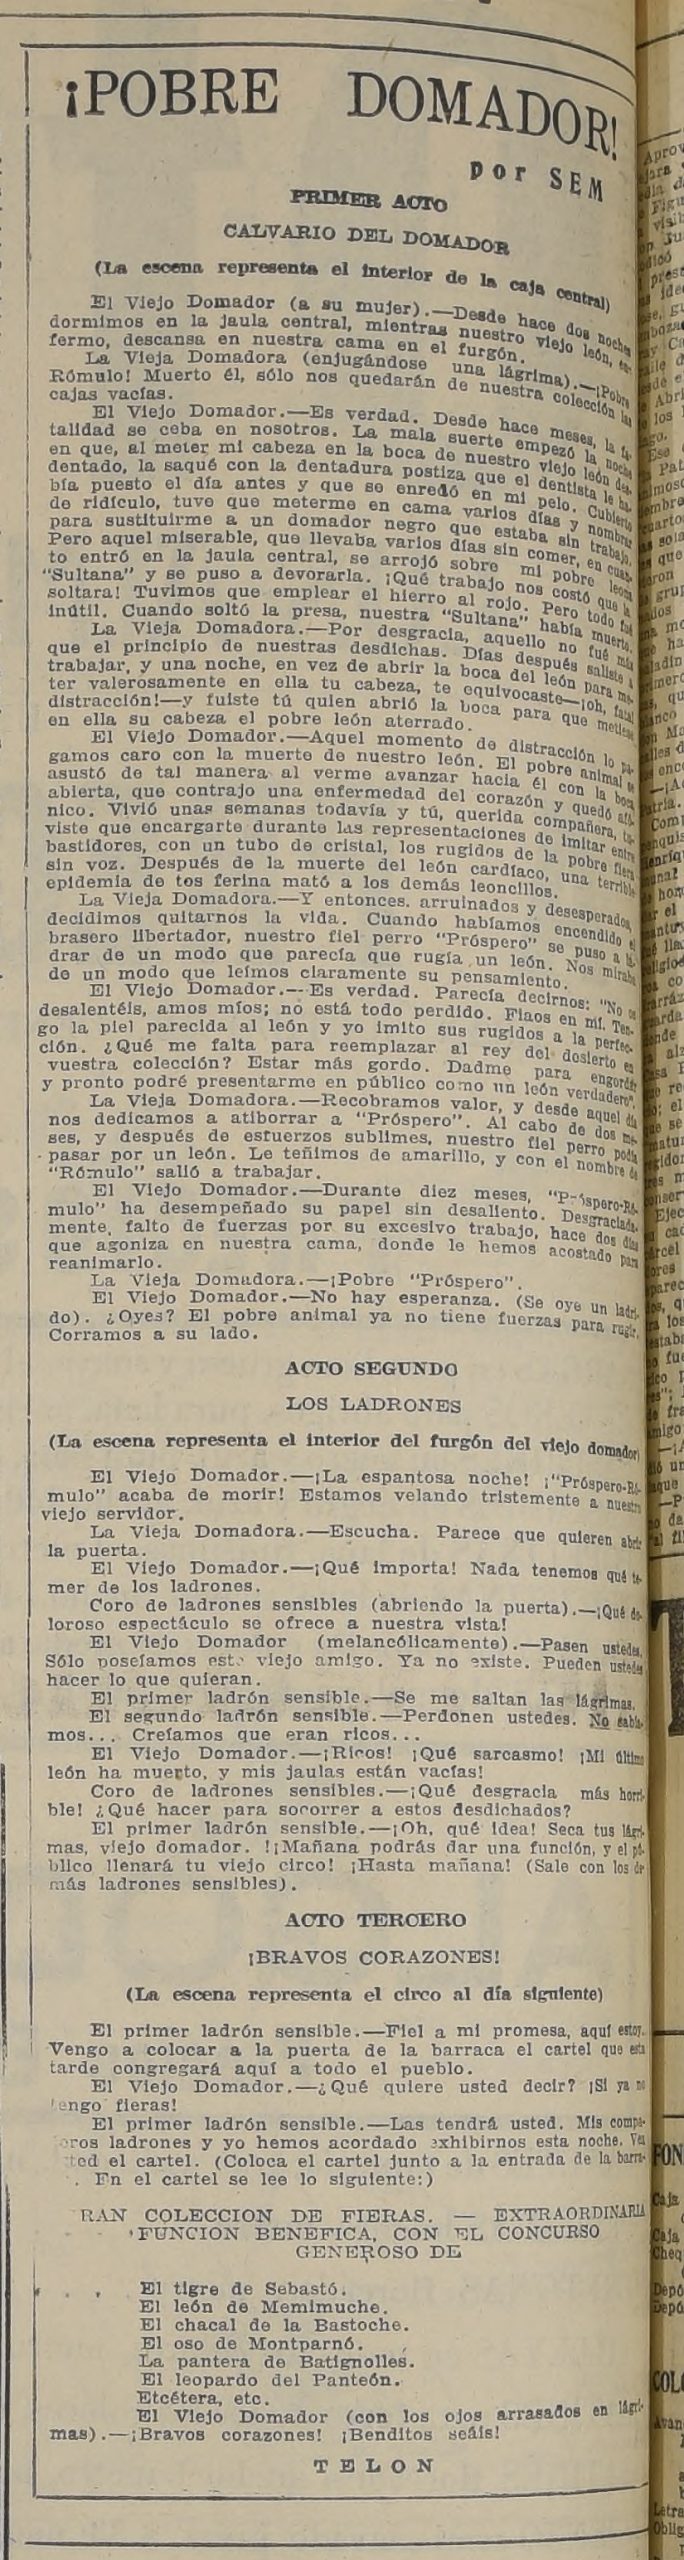 ¡POBRE DOMADOR!
por SEM
PRIMER ACTO
CALVARIO DEL DOMADOR
(La escena representa el interior de la caja central)
El Viejo Domador (a su mujer).—Desde hace dos noches
dormimos en la jaula central, mientras nuestro viejo león, en-
fermo, descansa en nuestra cama en el furgón.
La Vieja Domadora (enjugándose una lágrima).—¡Pobre
Rómulo! Muerto él, sólo nos quedarán de nuestra colección las
cajas vacías.
El Viejo Domador.—Es verdad. Desde hace meses, la fa-
talidad se ceba en nosotros. La mala suerte empezó la noche
en que, al meter mi cabeza en la boca de nuestro viejo león des-
dentado, la saqué con la dentadura postiza que el dentista le ha-
bía puesto el día antes y que se enredó en mi pelo. Cubierto
de ridículo, tuve que meterme en cama varios días y nombrar
para sustituirme a un domador negro que estaba sin trabajo.
Pero aquel miserable, que llevaba varios días sin comer, en cuan-
to entró en la jaula central, se arrojó sobre mi pobre leona
"Sultana" y se puso a devorarla. ¡Qué trabajo nos costó que la
soltara! Tuvimos que emplear el hierro al rojo. Pero todo fué
inútil. Cuando soltó la presa, nuestra "Sultana" había muerto.
La Vieja Domadora.—Por desgracia, aquello no fué más
que el principio de nuestras desdichas. Días después saliste a
trabajar, y una noche, en vez de abrir la boca del león para me-
ter valerosamente en ella tu cabeza, te equivocaste—¡oh, fatal
distracción!—y fuiste tú quien abrió la boca para que metiese
en ella su cabeza el pobre león aterrado.
El Viejo Domador.—Aquel momento de distracción lo pa-
gamos caro con la muerte de nuestro león. El pobre animal se
asustó de tal manera al verme avanzar hacia él con la boca
abierta, que contrajo una enfermedad del corazón y quedó afó-
nico. Vivió unas semanas todavía y tú, querida compañera, tu-
viste que encargarte durante las representaciones de imitar entre
bastidores, con un tubo de cristal, los rugidos de la pobre fiera
sin voz. Después de la muerte del león cardíaco, una terrible
epidemia de tos ferina mató a los demás leoncillos.
La Vieja Domadora.—Y entonces, arruinados y desesperados,
decidimos quitarnos la vida. Cuando habíamos encendido el
brasero libertador, nuestro fiel perro "Próspero" se puso a la-
drar de un modo que parecía que rugía un león. Nos miraba
de un modo que leímos claramente su pensamiento.
El Viejo Domador.—Es verdad. Parecía decirnos: "No os
desalentéis, amos míos; no está todo perdido. Fiaos en mí. Ten-
go la piel parecida al león y yo imito sus rugidos a la perfec-
ción. ¿Qué me falta para reemplazar al rey del desierto en
vuestra colección? Estar más gordo. Dadme para engordar
y pronto podré presentarme en público como un león verdadero".
La Vieja Domadora.—Recobramos valor, y desde aquel día
nos dedicamos a atiborrar a "Próspero". Al cabo de dos me-
ses, y después de esfuerzos sublimes, nuestro fiel perro podía
pasar por un león. Le teñimos de amarillo, y con el nombre de
"Rómulo" salió a trabajar.
El Viejo Domador.—Durante diez meses, "Próspero-Ró-
mulo" ha desempeñado su papel sin desaliento. Desgraciada-
mente, falto de fuerzas por su excesivo trabajo, hace dos días
que agoniza en nuestra cama, donde le hemos acostado para
reanimarlo.
La Vieja Domadora.—¡Pobre "Próspero".
El Viejo Domador.—No hay esperanza. (Se oye un ladri-
do). ¿Oyes? El pobre animal ya no tiene fuerzas para rugir.
Corramos a su lado.
ACTO SEGUNDO
LOS LADRONES
(La escena representa el interior del furgón del viejo domador)
El Viejo Domador.—¡La espantosa noche! ¡"Próspero-Ró-
mulo" acaba de morir! Estamos velando tristemente a nuestro
viejo servidor.
La Vieja Domadora.—Escucha. Parece que quieren abrir
la puerta.
El Viejo Domador.—¡Qué importa! Nada tenemos qué te-
mer de los ladrones.
Coro de ladrones sensibles (abriendo la puerta).—¡Qué do-
loroso espectáculo se ofrece a nuestra vista!
El Viejo Domador (melancólicamente).—Pasen ustedes.
Sólo poseíamos este viejo amigo. Ya no existe. Pueden ustedes
hacer lo que quieran.
El primer ladrón sensible.—Se me saltan las lágrimas.
El segundo ladrón sensible.—Perdonen ustedes. No sabía-
mos... Creíamos que eran ricos...
El Viejo Domador.—¡Ricos! ¡Qué sarcasmo! ¡Mi último
león ha muerto, y mis jaulas están vacías!
Coro de ladrones sensibles.—¡Qué desgracia más horri-
ble! ¿Qué hacer para socorrer a estos desdichados?
El primer ladrón sensible.—¡Oh, qué idea! Seca tus lágri-
mas, viejo domador. !¡Mañana podrás dar una función, y el pú-
blico llenará tu viejo circo! ¡Hasta mañana! (Sale con los de-
más ladrones sensibles).
ACTO TERCERO
¡BRAVOS CORAZONES!
(La escena representa el circo al día siguiente)
El primer ladrón sensible.—Fiel a mi promesa, aquí estoy.
Vengo a colocar a la puerta de la barraca el cartel que esta
tarde congregará aquí a todo el pueblo.
El Viejo Domador.—¿Qué quiere usted decir? ¡Si ya no
tengo fieras!
El primer ladrón sensible.—Las tendrá usted. Mis compa-
eros ladrones y yo hemos acordado exhibirnos esta noche. Vea
ted el cartel. (Coloca el cartel junto a la entrada de la barra-
. En el cartel se lee lo siguiente:)
RAN COLECCION DE FIERAS. — EXTRAORDINARIA
FUNCION BENEFICA, CON EL CONCURSO
GENEROSO DE
El tigre de Sebastó.
El león de Memimuche.
El chacal de la Bastoche.
El oso de Montparnó.
La pantera de Batignolles.
El leopardo del Panteón.
Etcétera, etc.
El Viejo Domador (con los ojos arrasados en lágri-
mas).—¡Bravos corazones! ¡Benditos seáis!
TELON